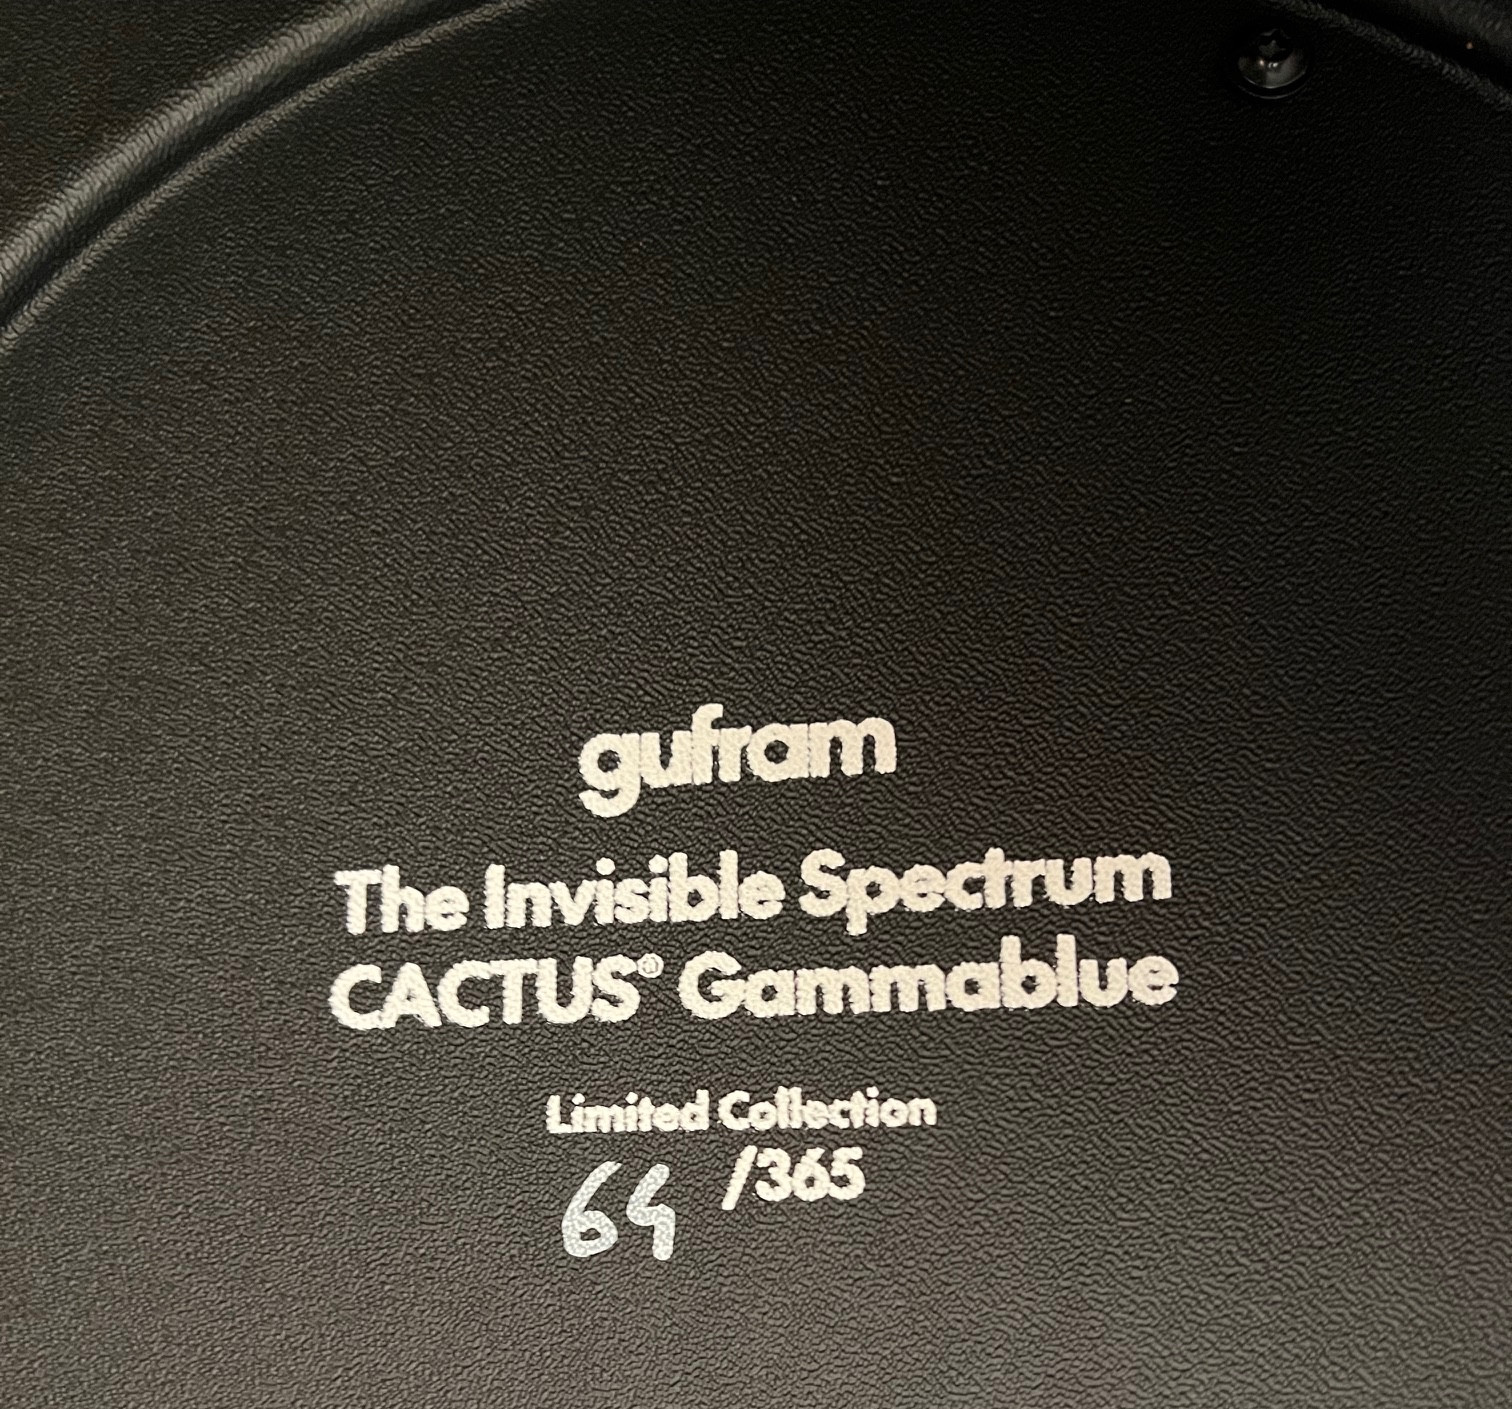 gufram
The Invisible Spectrum
CACTUS® Gammablue
Limited Collection
64 /365